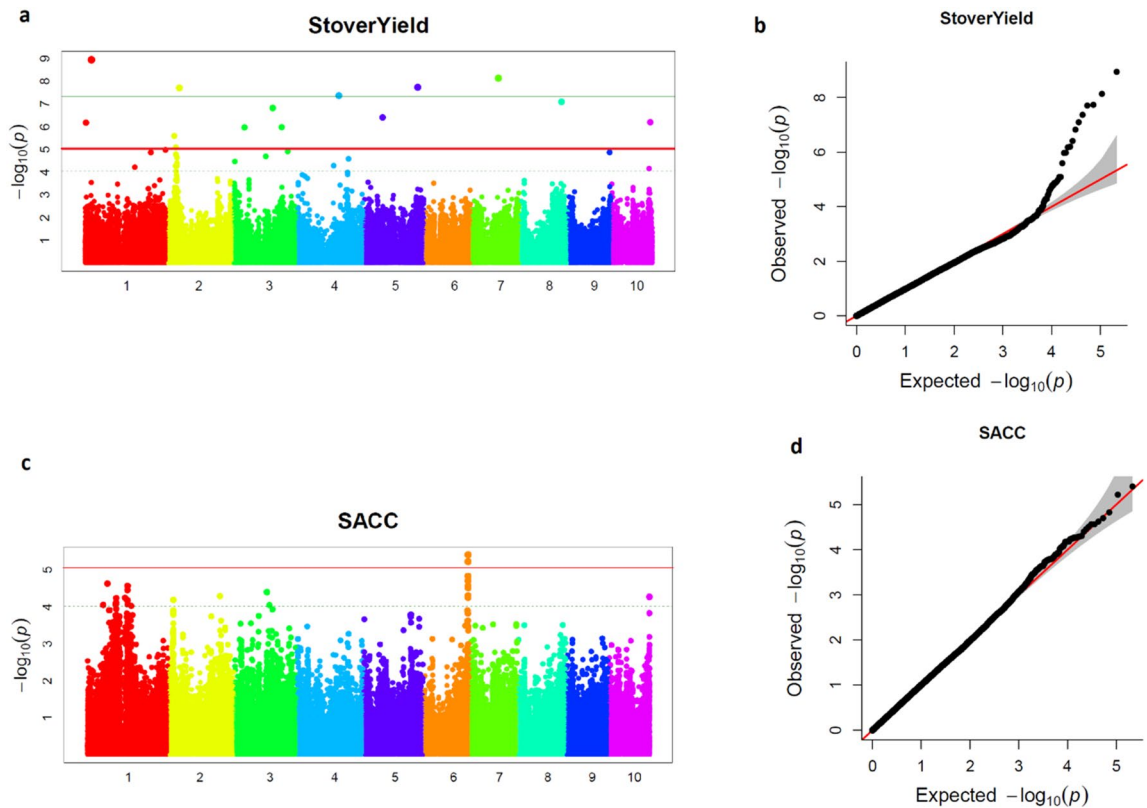 a
StoverYield
−log₁₀(p)
9
8
7
6
5
4
3
2
1
1 2 3 4 5 6 7 8 9 10
b
StoverYield
Observed −log₁₀(p)
8
6
4
2
0
0 1 2 3 4 5
Expected −log₁₀(p)
c
SACC
−log₁₀(p)
5
4
3
2
1
1 2 3 4 5 6 7 8 9 10
d
SACC
Observed −log₁₀(p)
5
4
3
2
1
0
0 1 2 3 4 5
Expected −log₁₀(p)